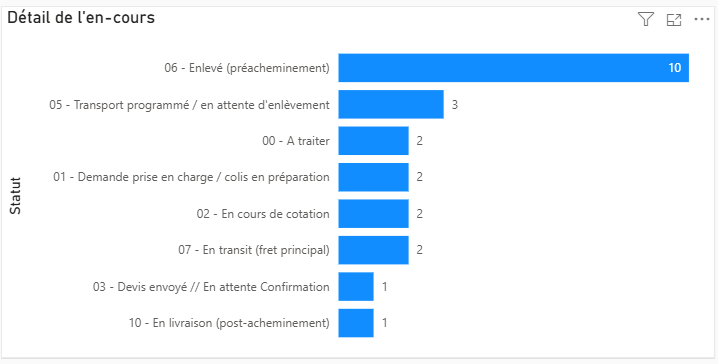 Détail de l'en-cours
Statut
06 - Enlevé (préacheminement)
10
05 - Transport programmé / en attente d'enlèvement
3
00 - A traiter
2
01 - Demande prise en charge / colis en préparation
2
02 - En cours de cotation
2
07 - En transit (fret principal)
2
03 - Devis envoyé // En attente Confirmation
1
10 - En livraison (post-acheminement)
1